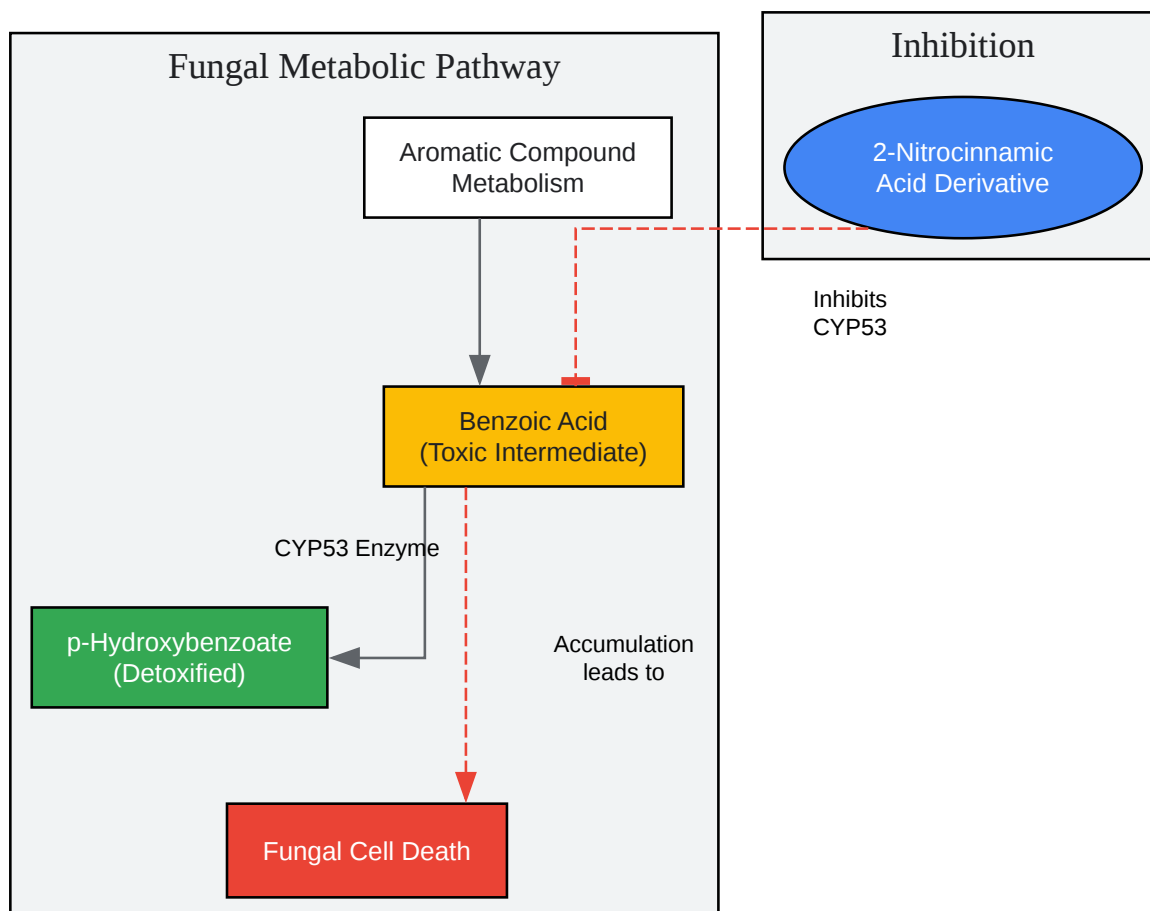 Fungal Metabolic Pathway
Inhibition
Aromatic Compound
Metabolism
2-Nitrocinnamic
Acid Derivative
Inhibits
CYP53
Benzoic Acid
(Toxic Intermediate)
CYP53 Enzyme
p-Hydroxybenzoate
(Detoxified)
Accumulation
leads to
Fungal Cell Death